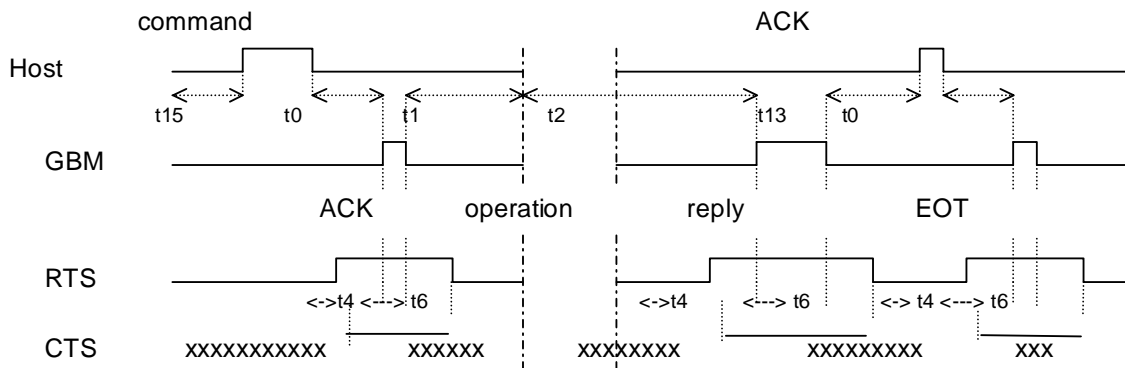 command ACK
Host
t15 t0 t1 t2 t13 t0
GBM
ACK operation reply EOT
RTS
<->t4 <---> t6 <->t4 <---> t6 <-> t4 <---> t6
CTS xxxxxxxxxxx xxxxxx xxxxxxxx xxxxxxxxx xxx